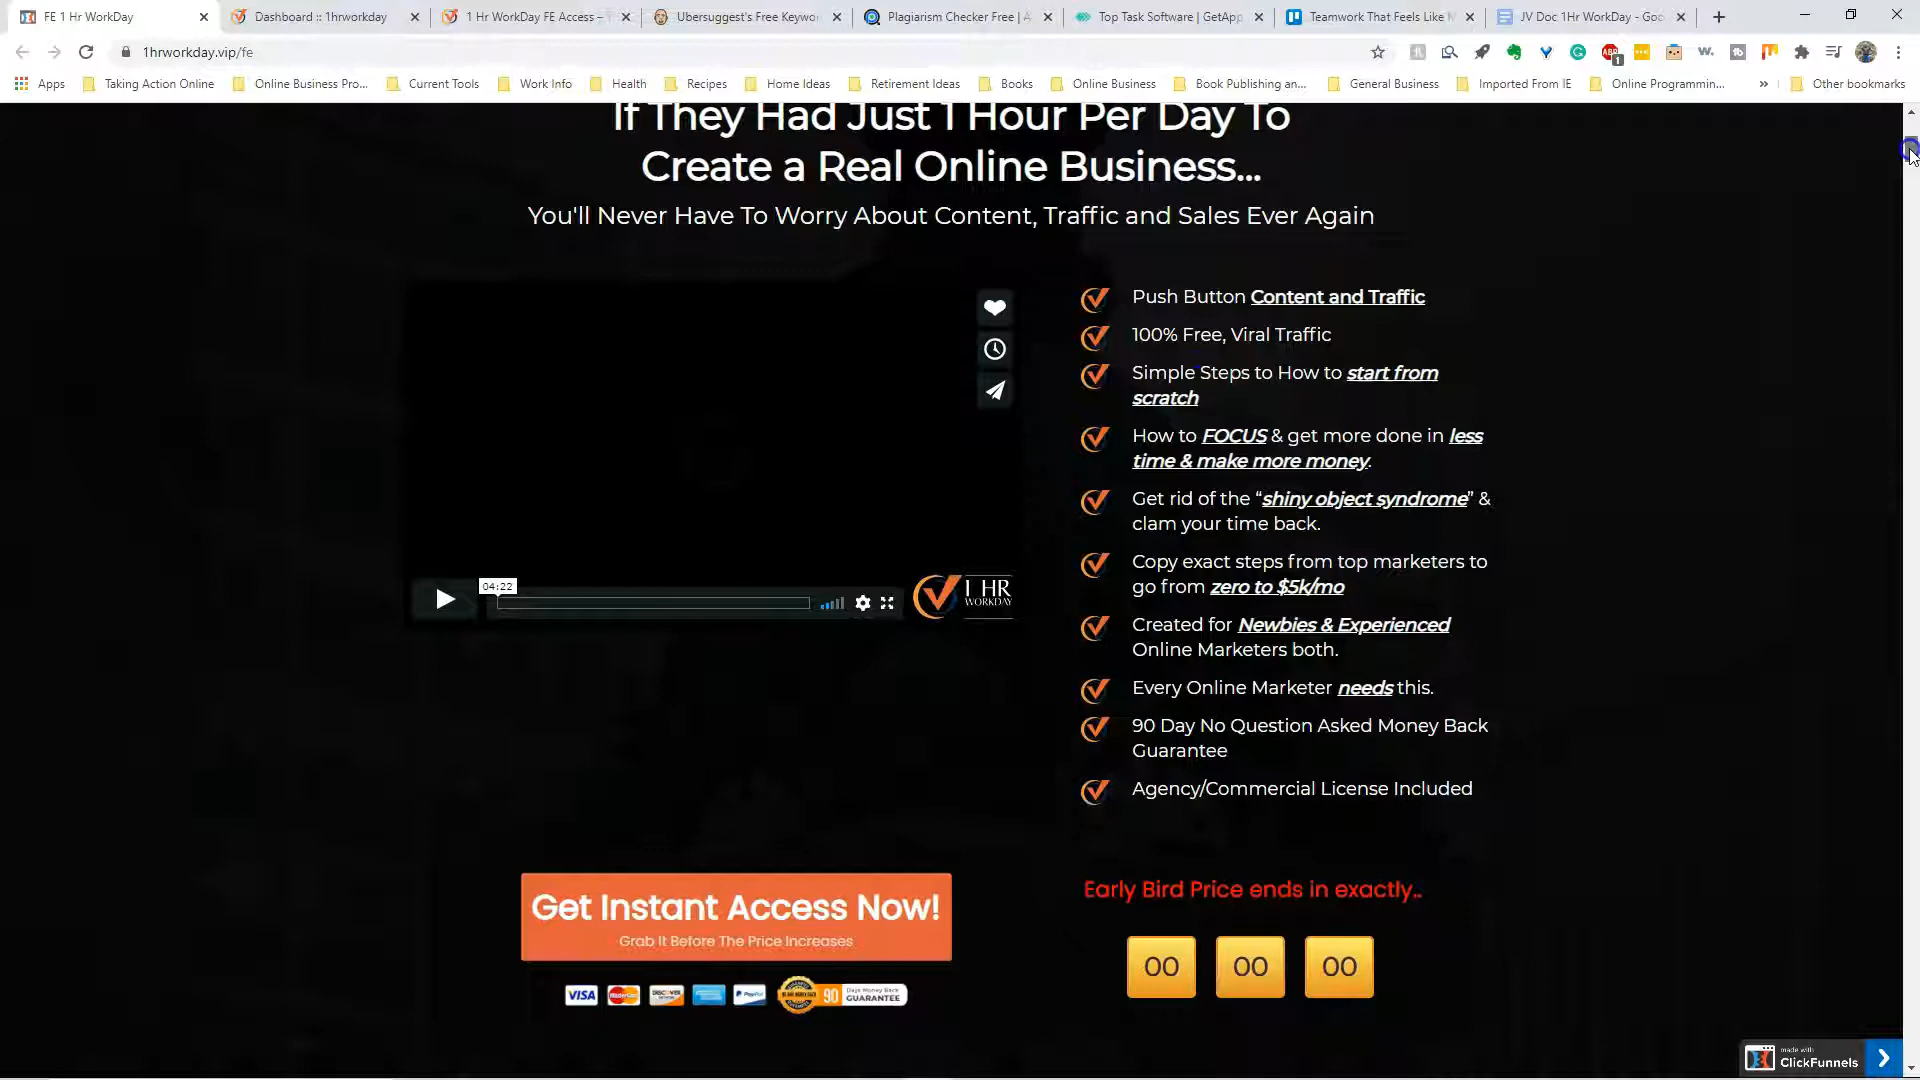 FE 1 Hr WorkDay
Dashboard :: 1hrworkday
1 Hr WorkDay FE Access –
Ubersuggest's Free Keywo
Plagiarism Checker Free | A
Top Task Software | GetApp
Teamwork That Feels Like M
JV Doc 1Hr WorkDay - Goo
1hrworkday.vip/fe
Apps
Taking Action Online
Online Business Pro...
Current Tools
Work Info
Health
Recipes
Home Ideas
Retirement Ideas
Books
Online Business
Book Publishing an...
General Business
Imported From IE
Online Programmin...
Other bookmarks
If They Had Just 1 Hour Per Day To
Create a Real Online Business...
You'll Never Have To Worry About Content, Traffic and Sales Ever Again
04:22
1 HR
WORKDAY
Push Button Content and Traffic
100% Free, Viral Traffic
Simple Steps to How to start from
scratch
How to FOCUS & get more done in less
time & make more money.
Get rid of the “shiny object syndrome” &
clam your time back.
Copy exact steps from top marketers to
go from zero to $5k/mo
Created for Newbies & Experienced
Online Marketers both.
Every Online Marketer needs this.
90 Day No Question Asked Money Back
Guarantee
Agency/Commercial License Included
Get Instant Access Now!
Grab It Before The Price Increases
VISA
MasterCard
DISCOVER
PayPal
90 Days Money Back
GUARANTEE
Early Bird Price ends in exactly..
00 00 00
made with
ClickFunnels